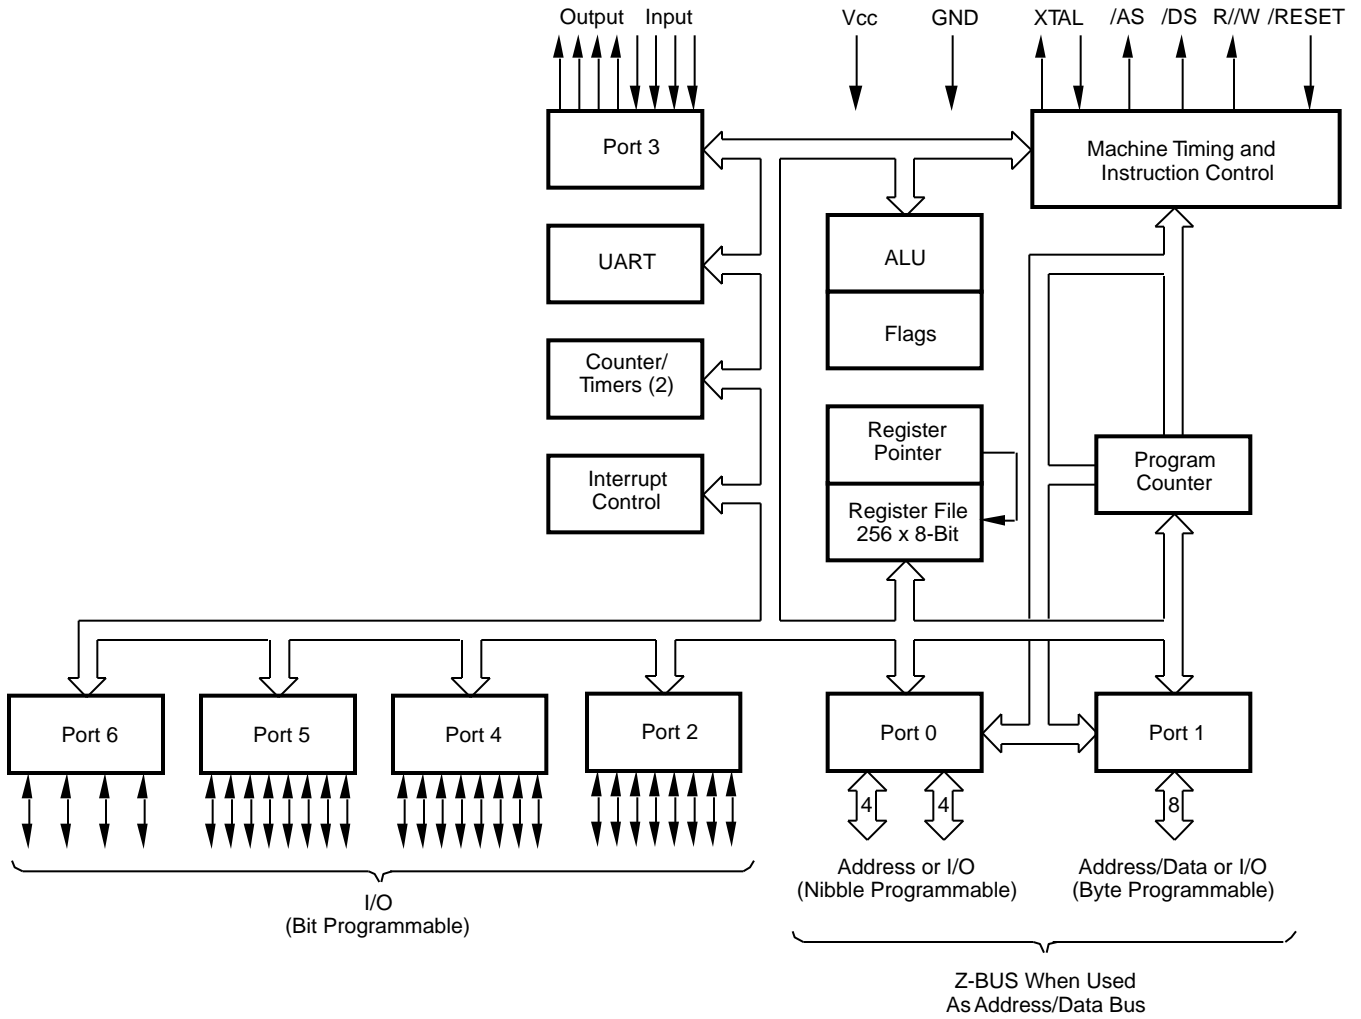 Output Input Vcc GND XTAL /AS /DS R//W /RESET
Port 3
Machine Timing and
Instruction Control
UART
ALU
Flags
Counter/
Timers (2)
Register
Pointer
Program
Counter
Interrupt
Control
Register File
256 x 8-Bit
Port 6
Port 5
Port 4
Port 2
Port 0
Port 1
4
4
8
Address or I/O
(Nibble Programmable)
Address/Data or I/O
(Byte Programmable)
I/O
(Bit Programmable)
Z-BUS When Used
As Address/Data Bus